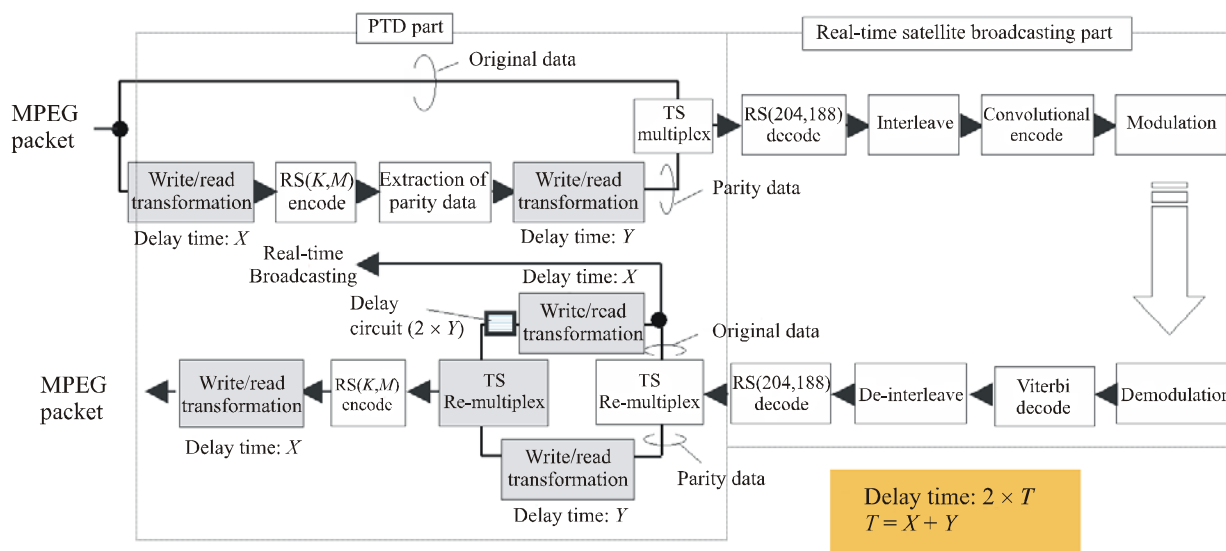 PTD part
Real-time satellite broadcasting part
Original data
MPEG
packet
TS
multiplex
RS(204,188)
decode
Interleave
Convolutional
encode
Modulation
Write/read
transformation
RS(K,M)
encode
Extraction of
parity data
Write/read
transformation
Parity data
Delay time: X
Delay time: Y
Real-time
Broadcasting
Delay time: X
Delay
circuit (2 × Y)
Write/read
transformation
Original data
MPEG
packet
Write/read
transformation
RS(K,M)
encode
TS
Re-multiplex
TS
Re-multiplex
RS(204,188)
decode
De-interleave
Viterbi
decode
Demodulation
Delay time: X
Write/read
transformation
Parity data
Delay time: Y
Delay time: 2 × T
T = X + Y